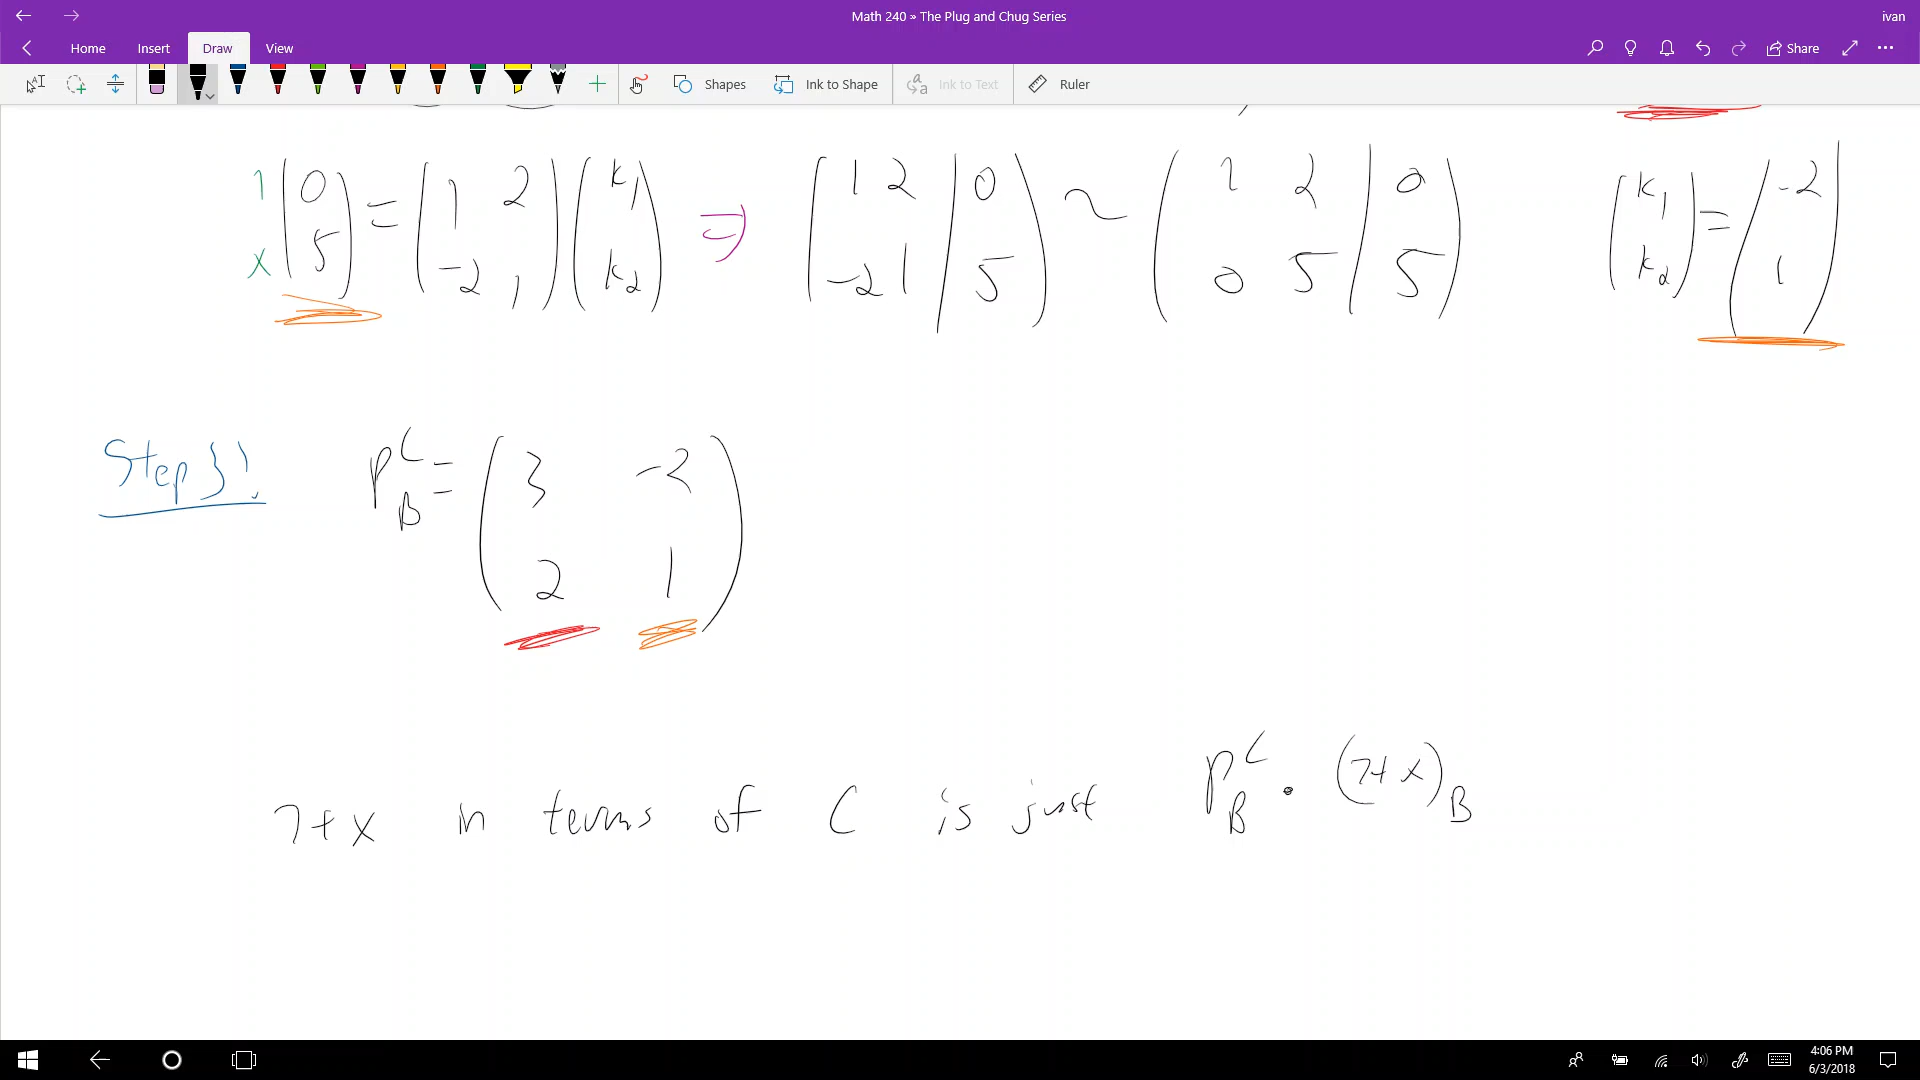 Math 240 » The Plug and Chug Series
ivan
Home Insert Draw View
Share
Shapes Ink to Shape Ink to Text Ruler
1 ( 0 ) = ( 1 2 ) ( k1 ) ⇒ ( 1 2 | 0 ) ~ ( 1 2 | 0 ) ( k1 ) = ( -2 )
x ( 5 ) ( -2 1 ) ( k2 ) ( -2 1 | 5 ) ( 0 5 | 5 ) ( k2 ) ( 1 )
Step 3!
P_B^C = ( 3 -2 )
( 2 1 )
7+x in terms of C is just P_B^C · (7+x)_B
4:06 PM
6/3/2018